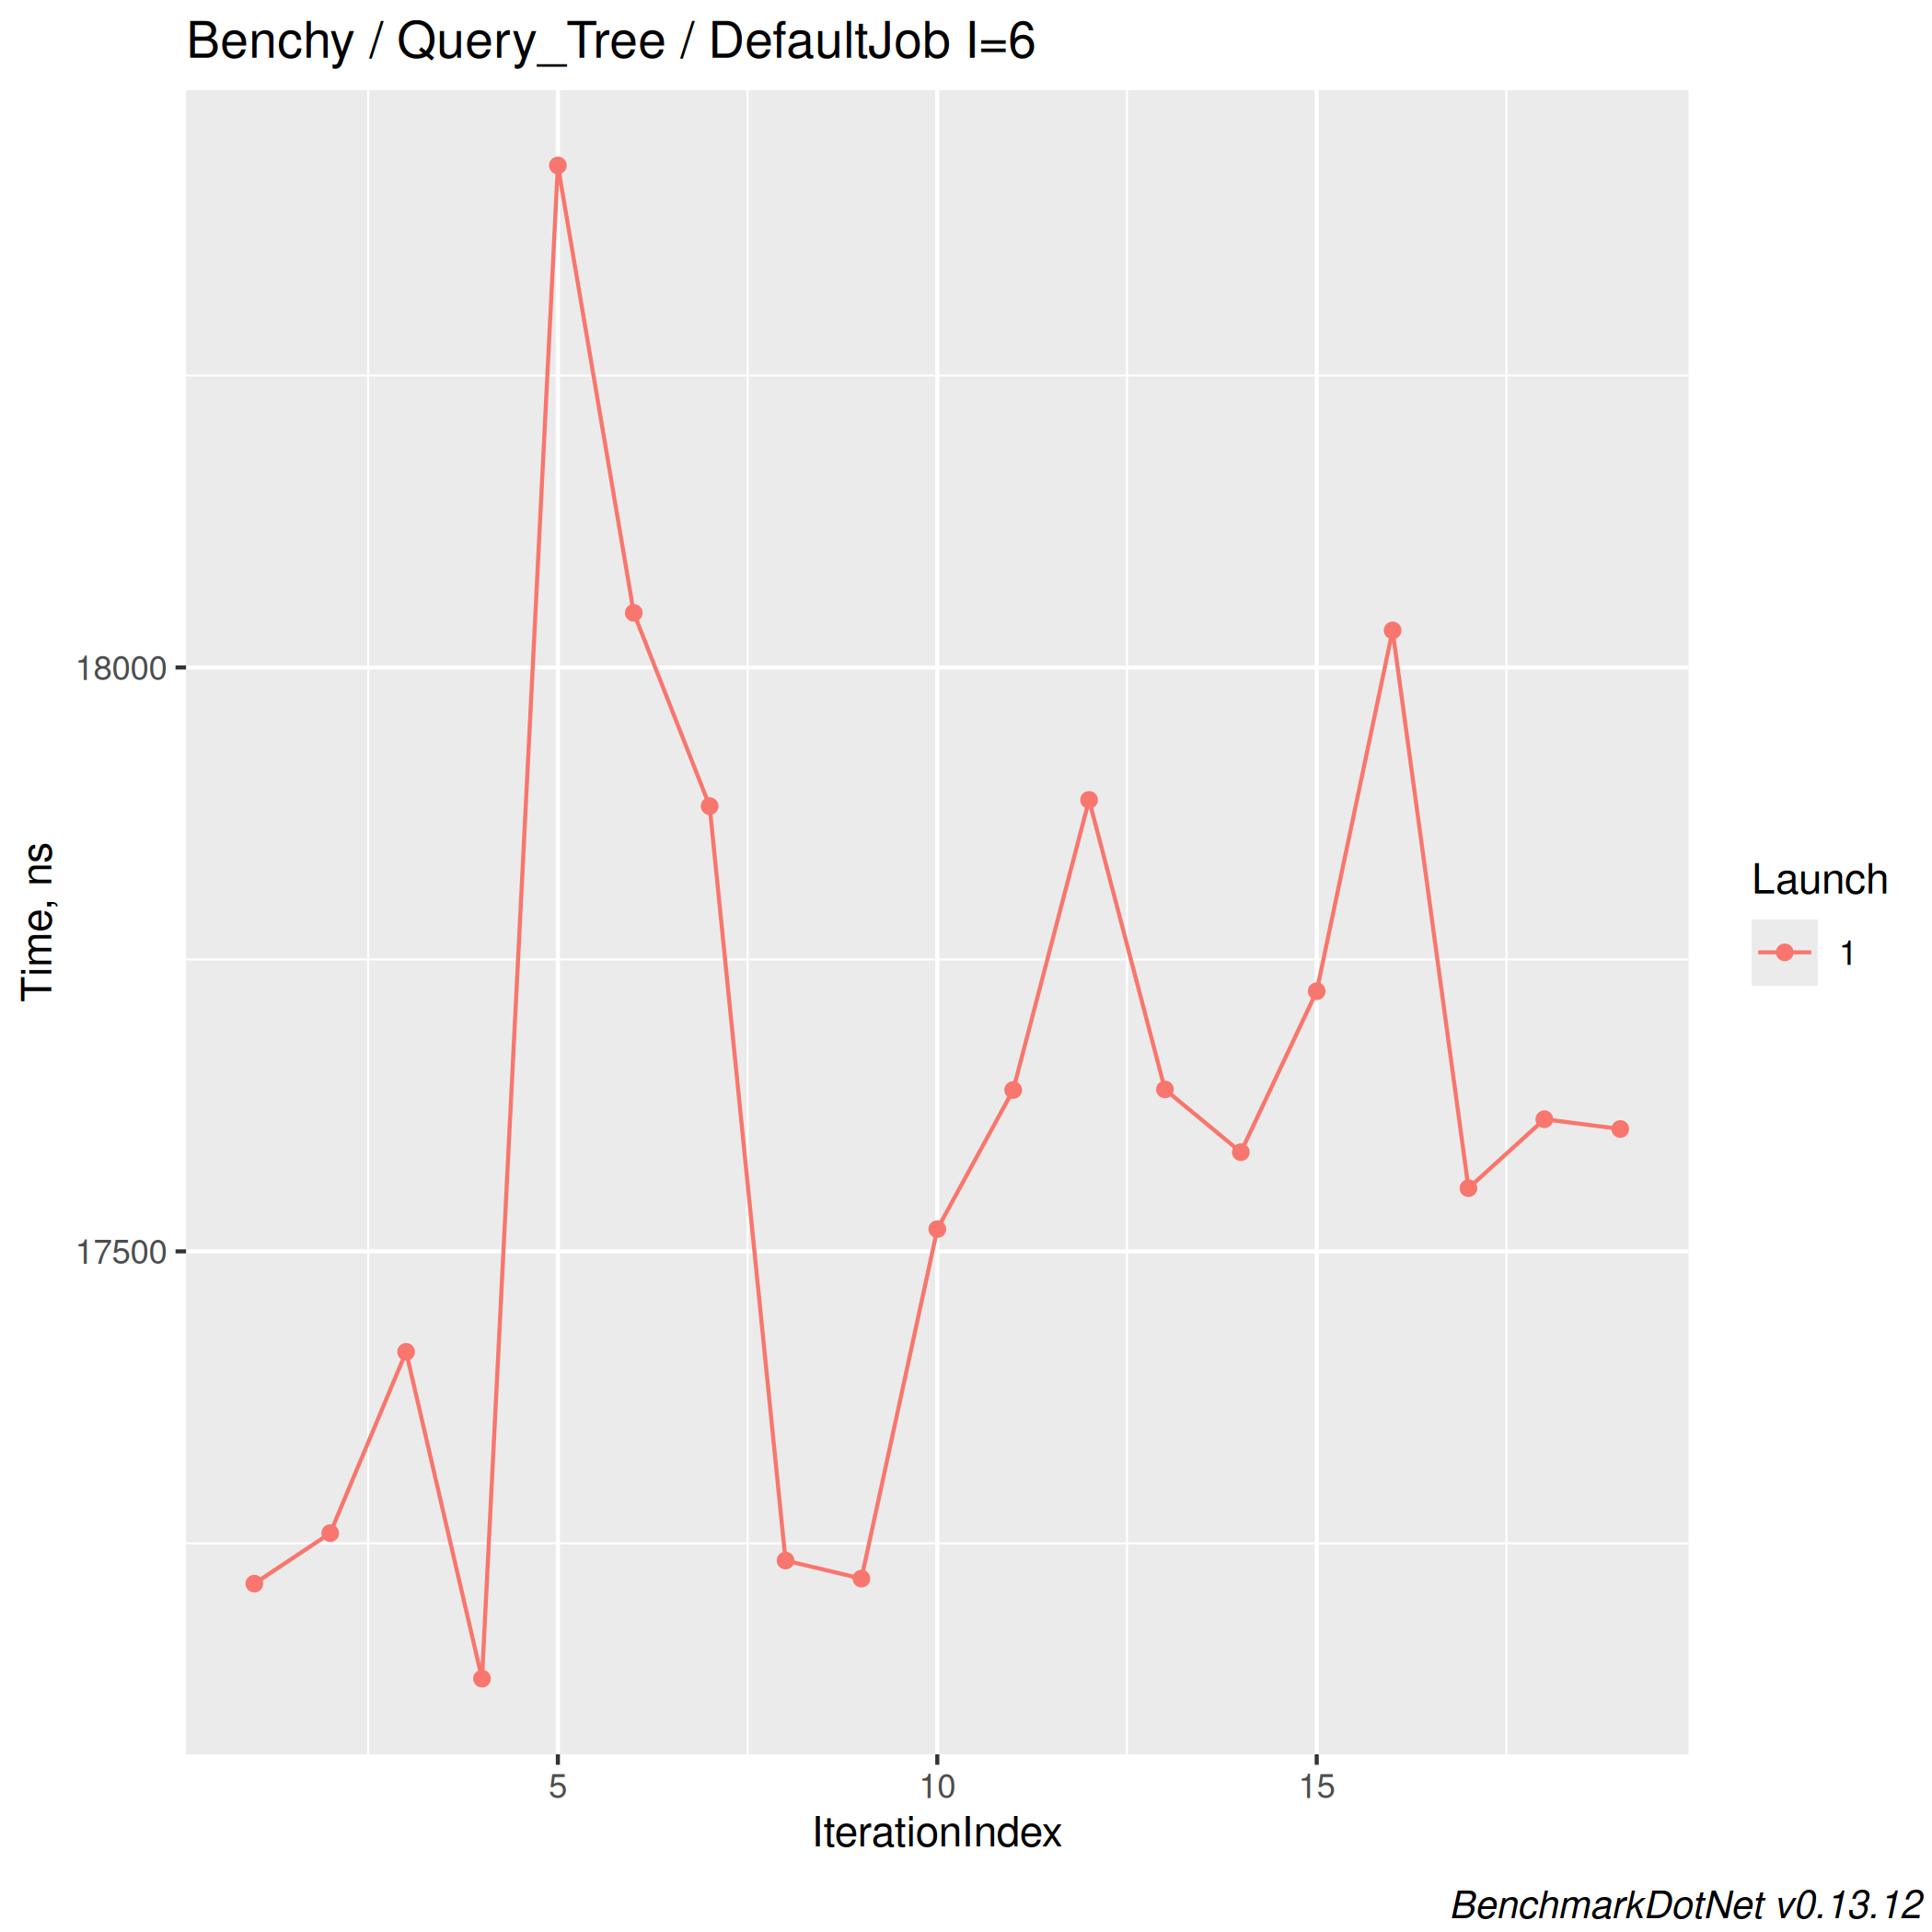 Benchy / Query_Tree / DefaultJob I=6
Time, ns
18000
17500
5
10
15
IterationIndex
Launch
1
BenchmarkDotNet v0.13.12